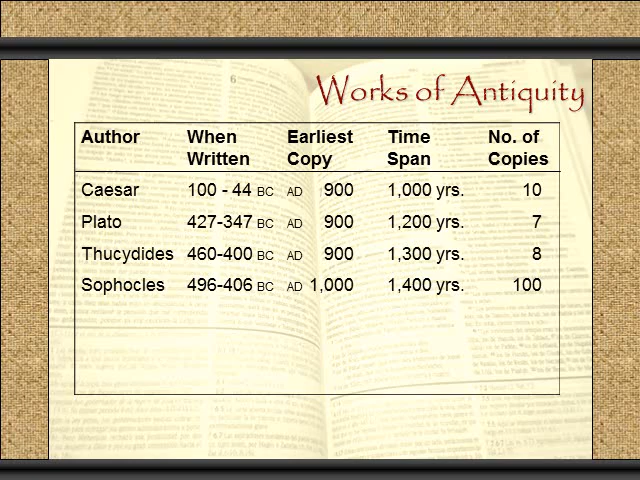 Works of Antiquity
Author When Written Earliest Copy Time Span No. of Copies
Caesar 100 - 44 BC AD 900 1,000 yrs. 10
Plato 427-347 BC AD 900 1,200 yrs. 7
Thucydides 460-400 BC AD 900 1,300 yrs. 8
Sophocles 496-406 BC AD 1,000 1,400 yrs. 100